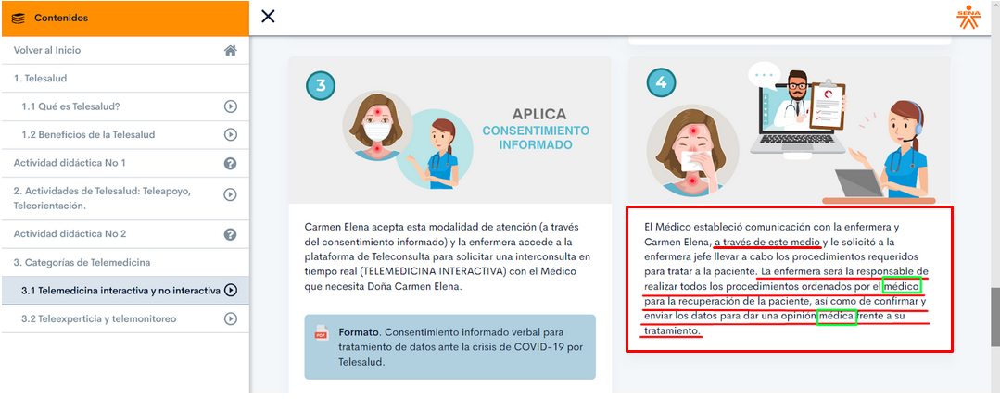 Contenidos
SENA
Volver al Inicio
1. Telesalud
1.1 Qué es Telesalud?
1.2 Beneficios de la Telesalud
Actividad didáctica No 1
2. Actividades de Telesalud: Teleapoyo,
Teleorientación.
Actividad didáctica No 2
3. Categorías de Telemedicina
3.1 Telemedicina interactiva y no interactiva
3.2 Teleexperticia y telemonitoreo
3
APLICA
CONSENTIMIENTO
INFORMADO
Carmen Elena acepta esta modalidad de atención (a través
del consentimiento informado) y la enfermera accede a la
plataforma de Teleconsulta para solicitar una interconsulta en
tiempo real (TELEMEDICINA INTERACTIVA) con el Médico
que necesita Doña Carmen Elena.
PDF
Formato. Consentimiento informado verbal para
tratamiento de datos ante la crisis de COVID-19 por
Telesalud.
4
El Médico estableció comunicación con la enfermera y
Carmen Elena, a través de este medio y le solicitó a la
enfermera jefe llevar a cabo los procedimientos requeridos
para tratar a la paciente. La enfermera será la responsable de
realizar todos los procedimientos ordenados por el médico
para la recuperación de la paciente, así como de confirmar y
enviar los datos para dar una opinión médica frente a su
tratamiento.